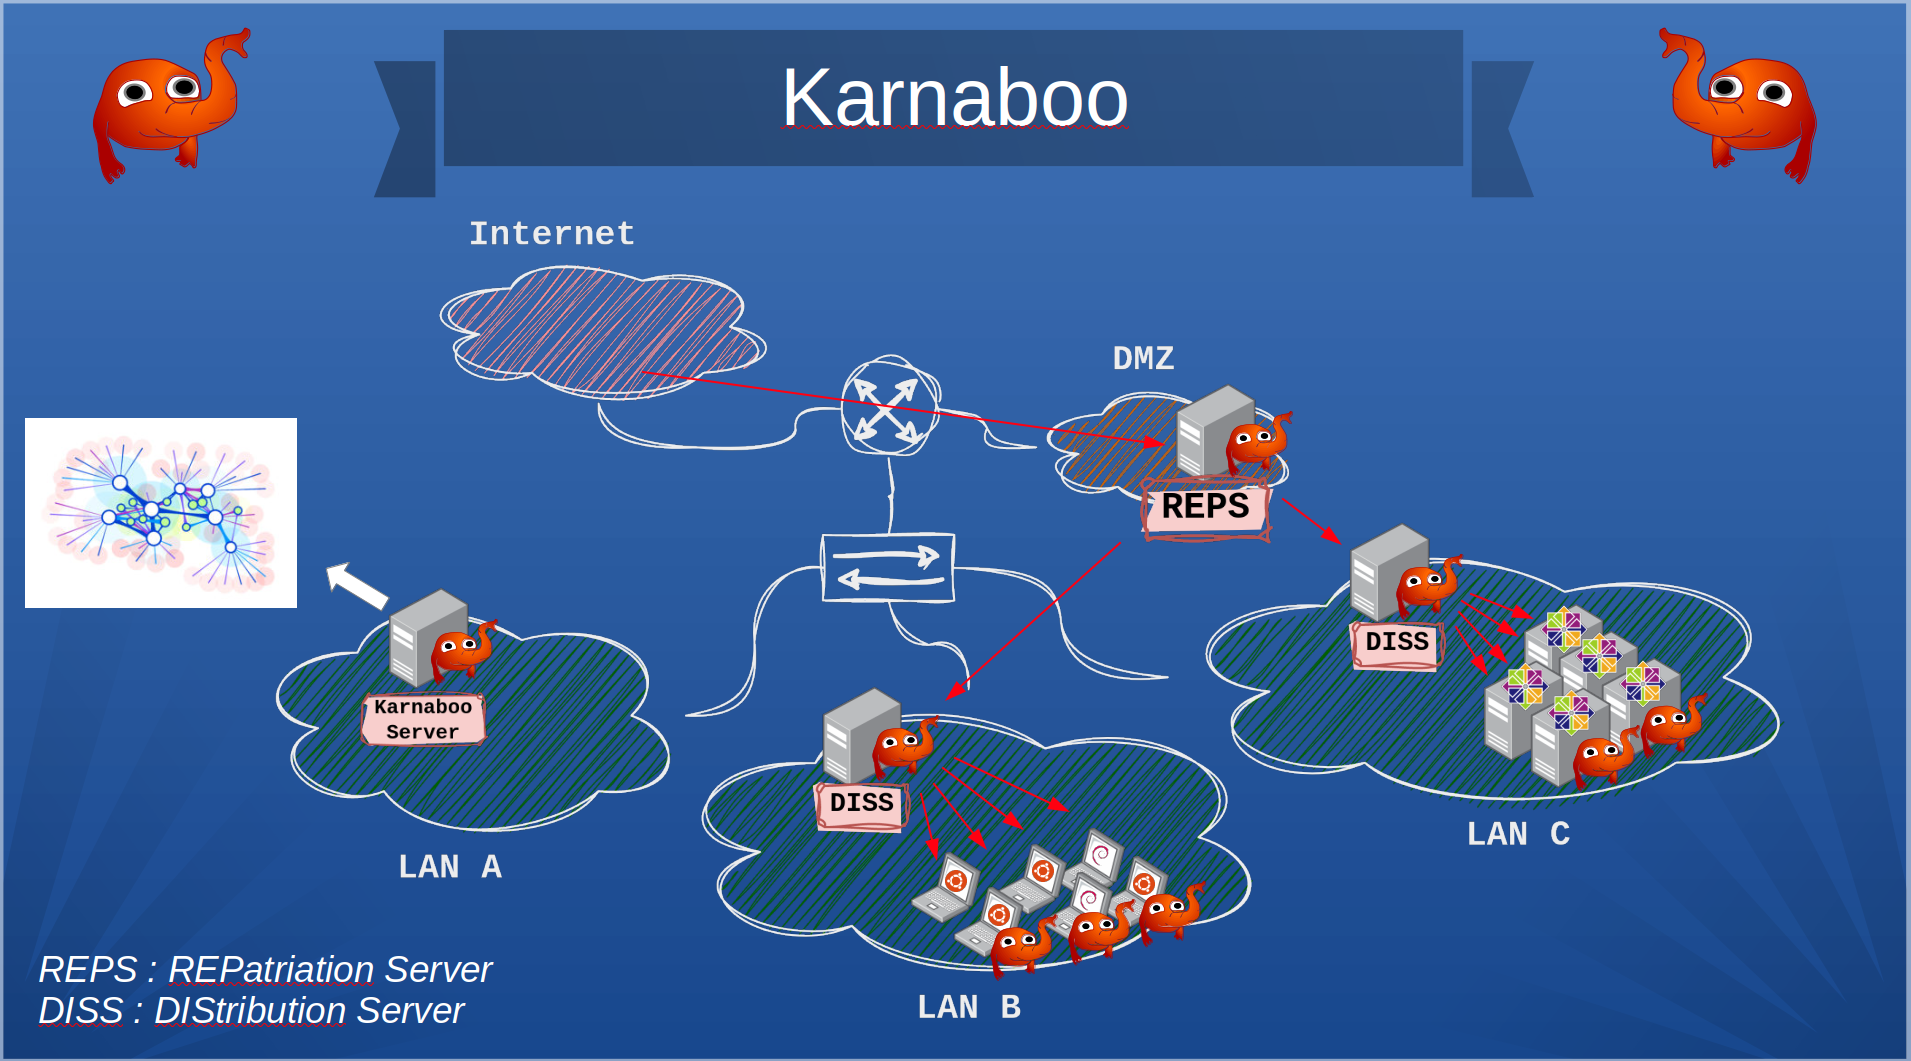 Karnaboo
Internet
DMZ
REPS
DISS
Karnaboo
Server
DISS
LAN C
LAN A
REPS : REPatriation Server
DISS : DIStribution Server
LAN B